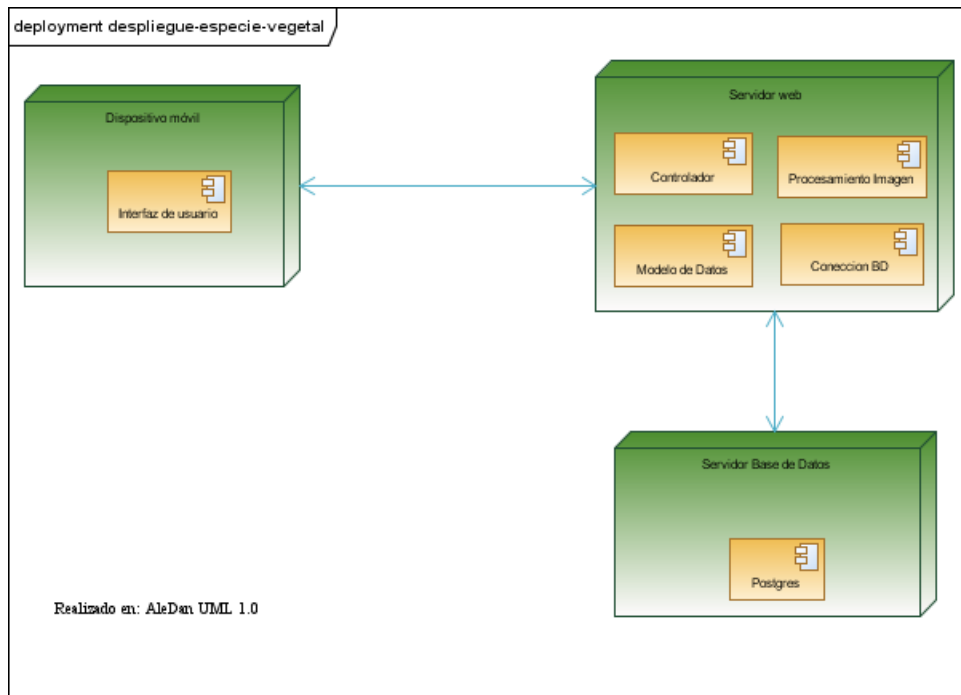 deployment despliegue-especie-vegetal
Dispositivo móvil
Interfaz de usuario
Servidor web
Controlador
Procesamiento Imagen
Modelo de Datos
Coneccion BD
Servidor Base de Datos
Postgres
Realizado en: AleDan UML 1.0